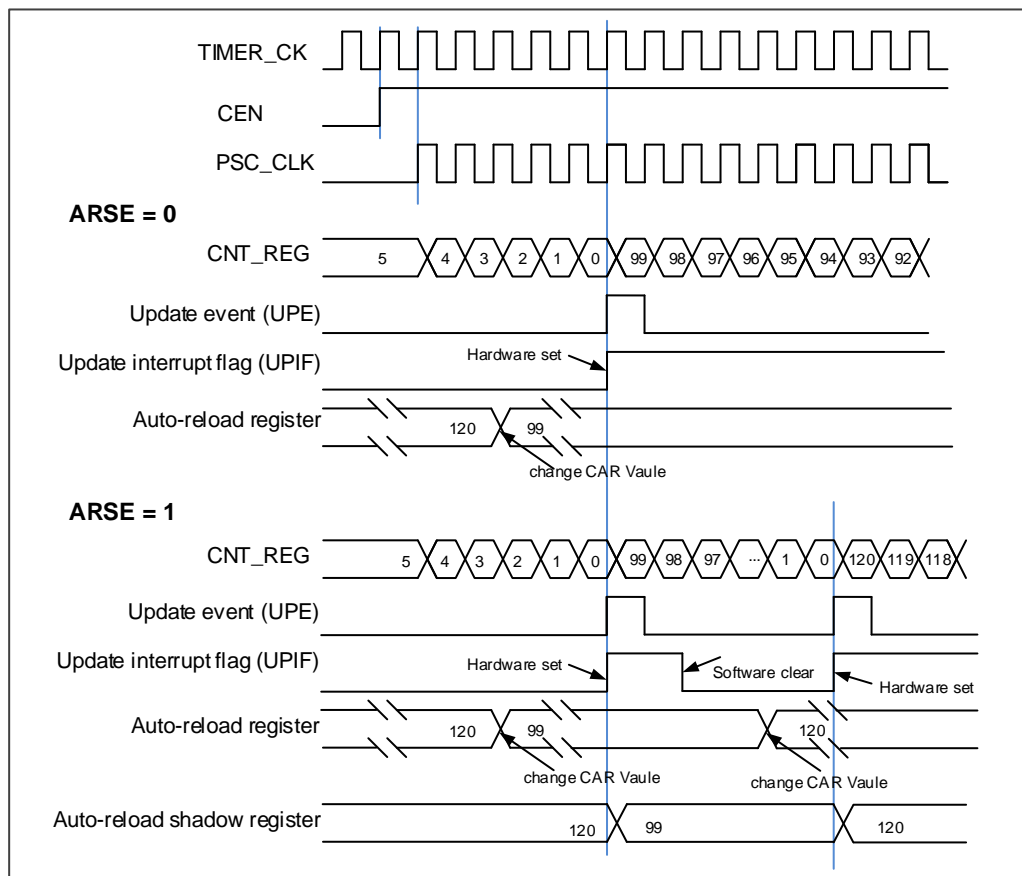 TIMER_CK
CEN
PSC_CLK
ARSE = 0
CNT_REG 5 4 3 2 1 0 99 98 97 96 95 94 93 92
Update event (UPE)
Update interrupt flag (UPIF) Hardware set
Auto-reload register 120 99
change CAR Vaule
ARSE = 1
CNT_REG 5 4 3 2 1 0 99 98 97 ... 1 0 120 119 118
Update event (UPE)
Update interrupt flag (UPIF) Hardware set Software clear Hardware set
Auto-reload register 120 99 120
change CAR Vaule change CAR Vaule
Auto-reload shadow register 120 99 120